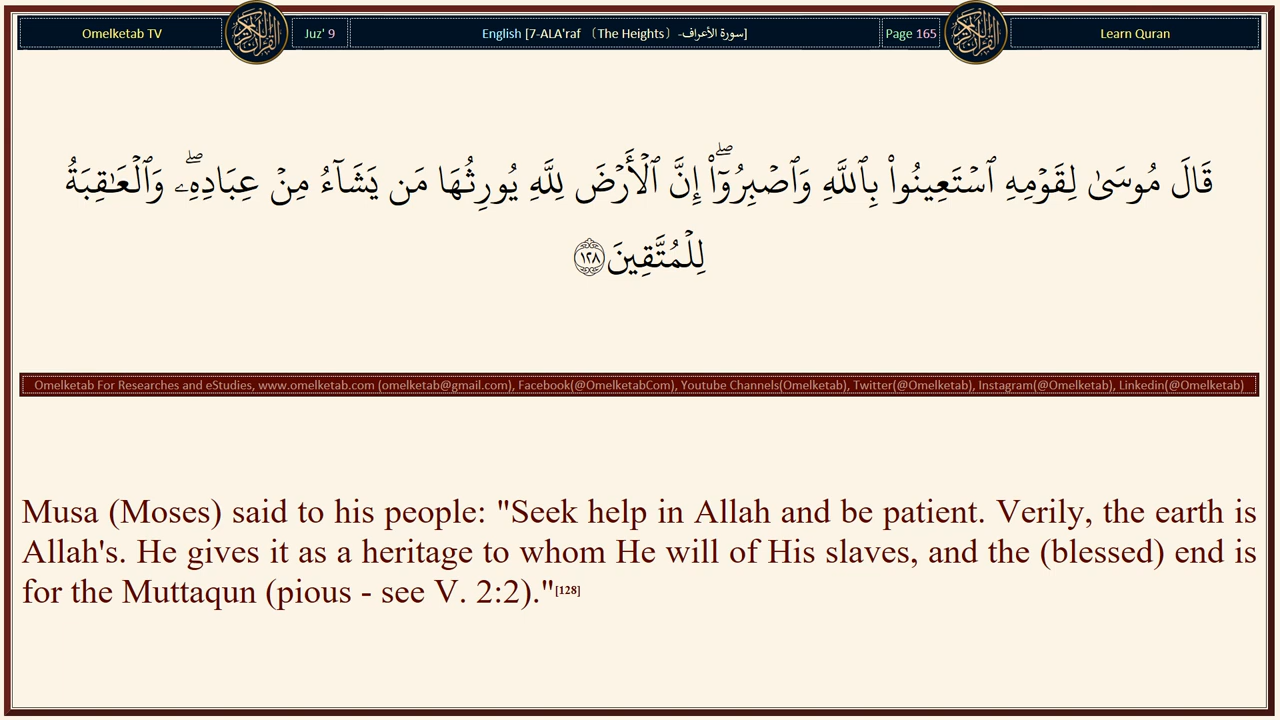 Omelketab TV
Juz' 9
English [7-ALA'raf （The Heights）-سورة الأعراف]
Page 165
Learn Quran
قَالَ مُوسَىٰ لِقَوْمِهِ ٱسْتَعِينُوا۟ بِٱللَّهِ وَٱصْبِرُوٓا۟ۖ إِنَّ ٱلْأَرْضَ لِلَّهِ يُورِثُهَا مَن يَشَآءُ مِنْ عِبَادِهِۦۖ وَٱلْعَـٰقِبَةُ
لِلْمُتَّقِينَ ١٢٨
Omelketab For Researches and eStudies, www.omelketab.com (omelketab@gmail.com), Facebook(@OmelketabCom), Youtube Channels(Omelketab), Twitter(@Omelketab), Instagram(@Omelketab), Linkedin(@Omelketab)
Musa (Moses) said to his people: "Seek help in Allah and be patient. Verily, the earth is
Allah's. He gives it as a heritage to whom He will of His slaves, and the (blessed) end is
for the Muttaqun (pious - see V. 2:2)."[128]